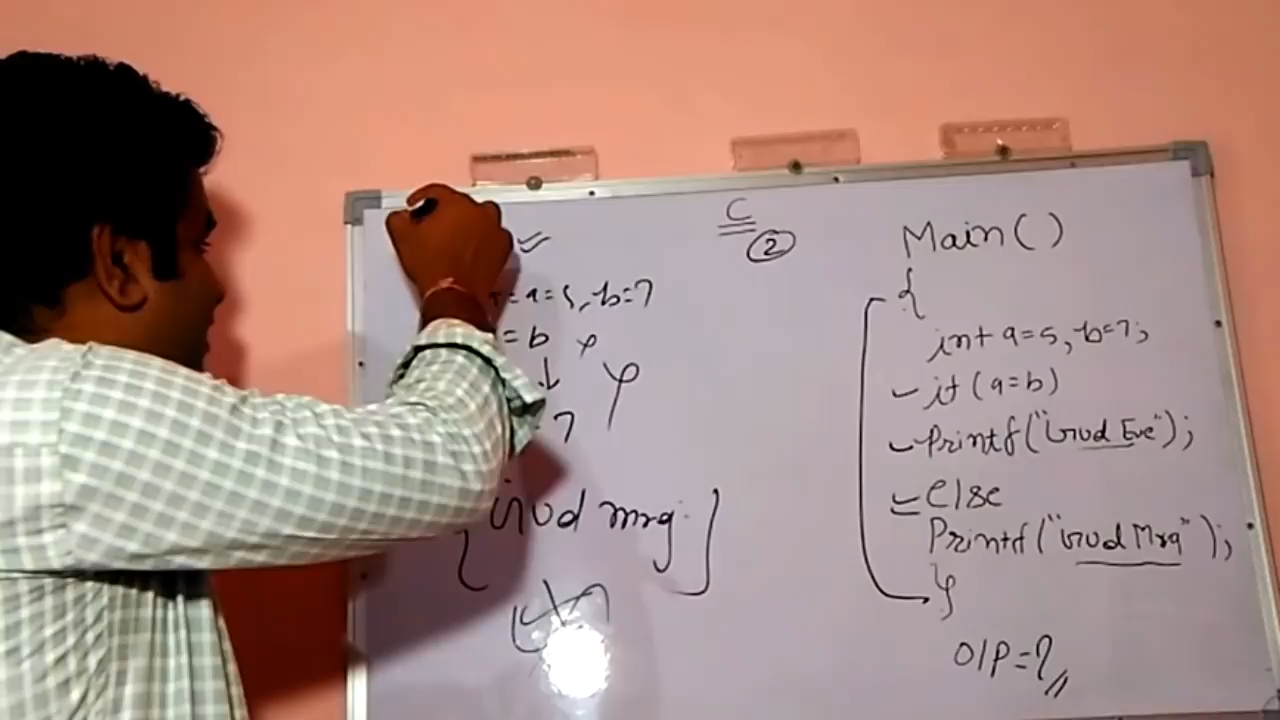 C
2
a=5, b=7
= b
7
Gud mrg.
Main()
{
int a=5, b=7;
if (a=b)
Printf("Gud Eve");
else
Printf("Gud Mrg");
}
O/P=?